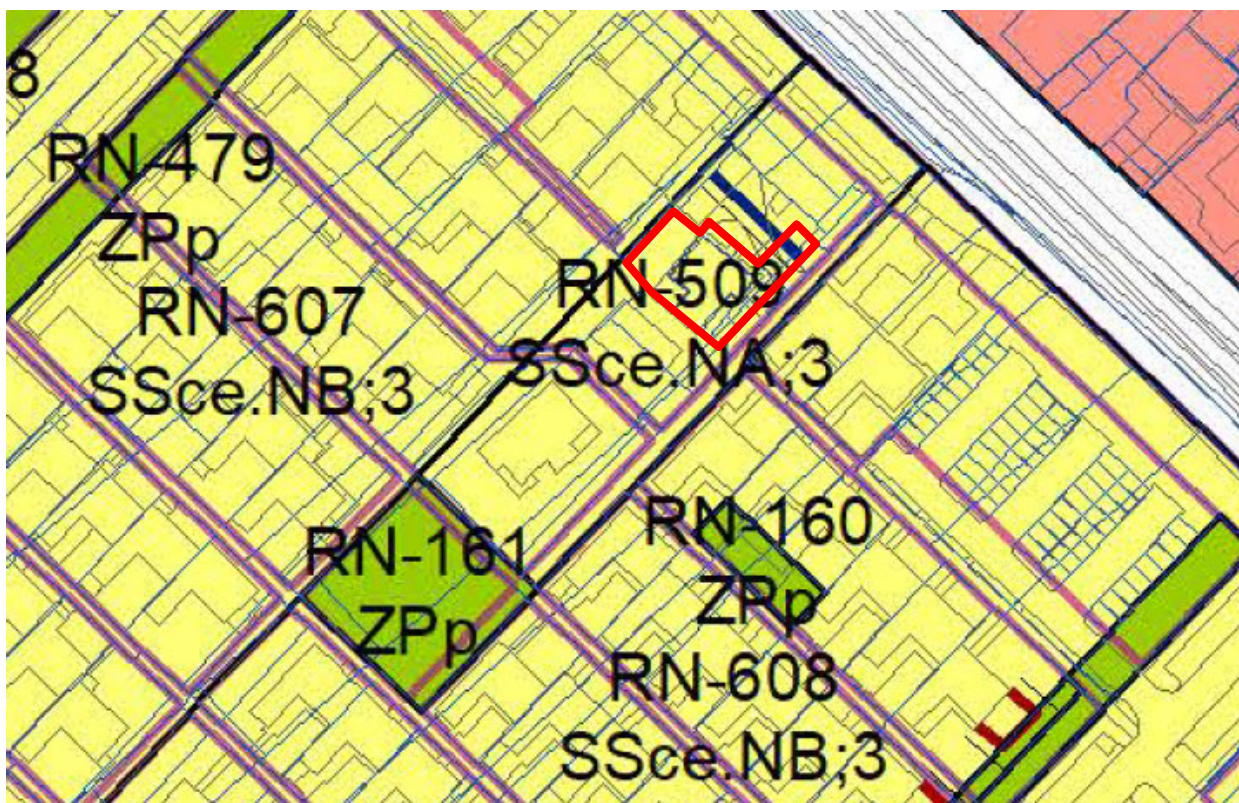 8
RN-479
ZPp
RN-607
SSce.NB;3
RN-509
SSce.NA;3
RN-161
ZPp
RN-160
ZPp
RN-608
SSce.NB;3